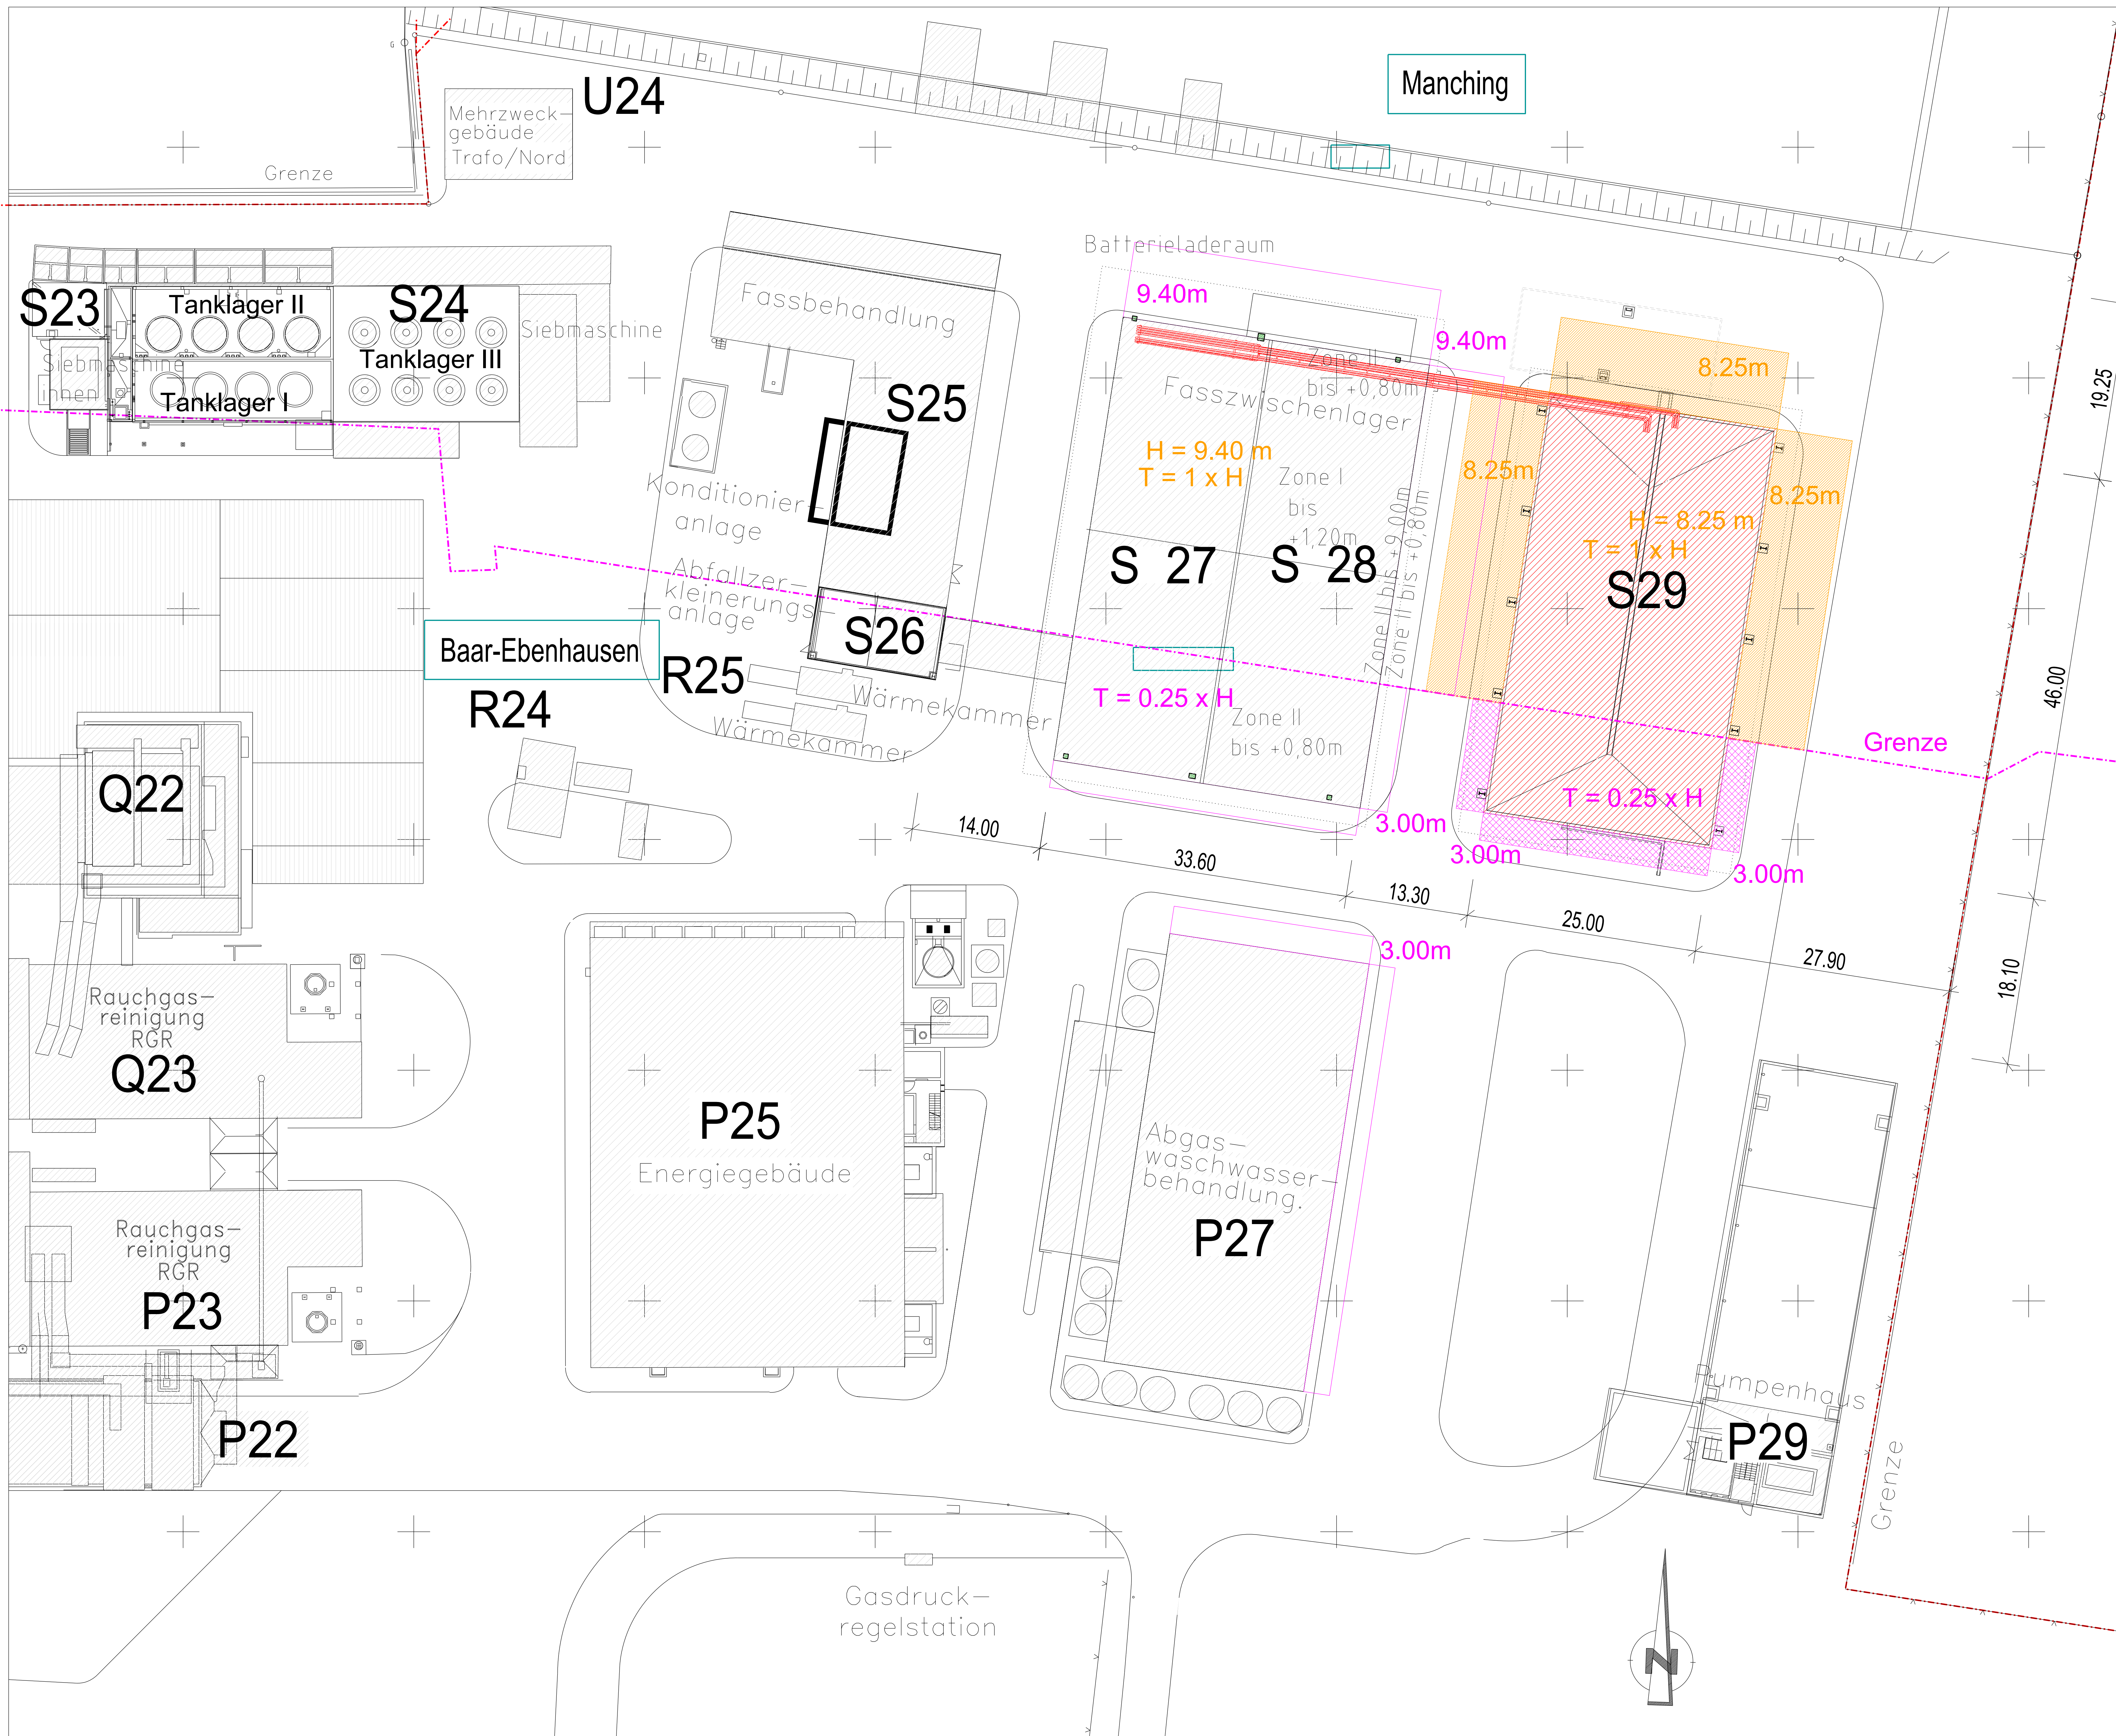 Manching
U24
Mehrzweck-
gebäude
Trafo/Nord
G
Grenze
Batterieladeraum
S23
Tanklager II
S24
Siebmaschine
Tanklager III
Siebmaschine
innen
Tanklager I
Fassbehandlung
S25
Konditionier-
anlage
Abfallzer-
kleinerungs-
anlage
S26
R25
Wärmekammer
Wärmekammer
Baar-Ebenhausen
R24
9.40m
9.40m
Zone II
bis +0,80m
Fasszwischenlager
H = 9.40 m
T = 1 x H
Zone I
bis
+1,20m
S 27
S 28
Zone II bis +9,00m
Zone II bis +0,80m
T = 0.25 x H
Zone II
bis +0,80m
3.00m
8.25m
8.25m
8.25m
H = 8.25 m
T = 1 x H
S29
T = 0.25 x H
3.00m
3.00m
Grenze
19.25
46.00
18.10
14.00
33.60
13.30
25.00
27.90
Q22
Rauchgas-
reinigung
RGR
Q23
Rauchgas-
reinigung
RGR
P23
P22
P25
Energiegebäude
3.00m
Abgas-
waschwasser-
behandlung.
P27
Pumpenhaus
P29
Grenze
Gasdruck-
regelstation
N